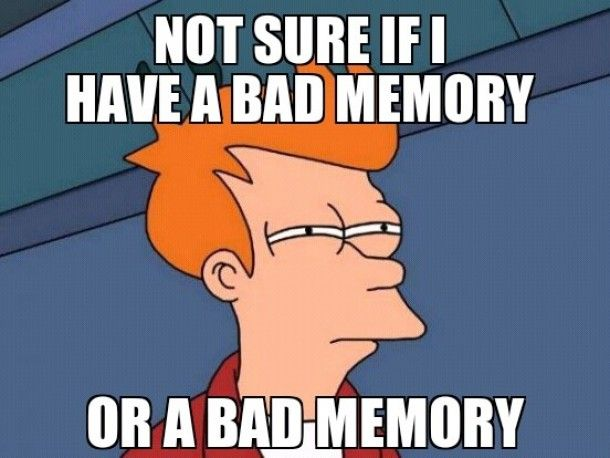 NOT SURE IF I
HAVE A BAD MEMORY
OR A BAD MEMORY